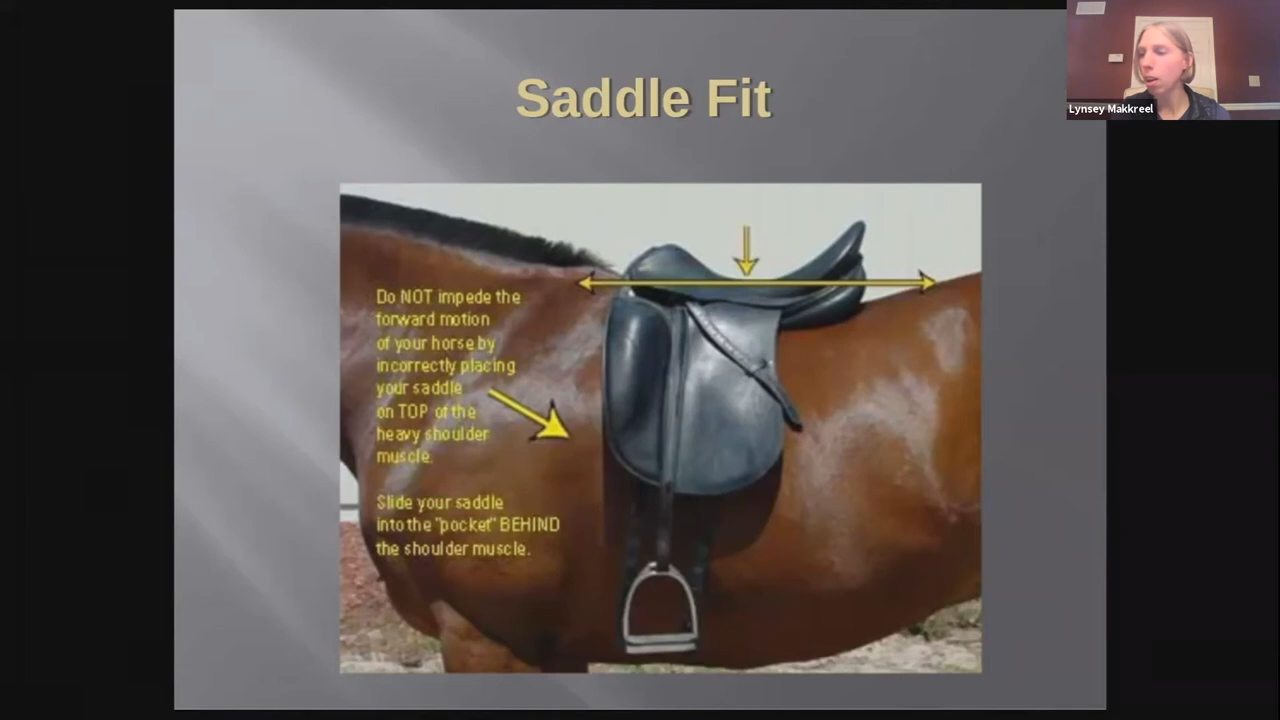 Saddle Fit
Lynsey Makkreel
Do NOT impede the
forward motion
of your horse by
incorrectly placing
your saddle
on TOP of the
heavy shoulder
muscle.
Slide your saddle
into the "pocket" BEHIND
the shoulder muscle.